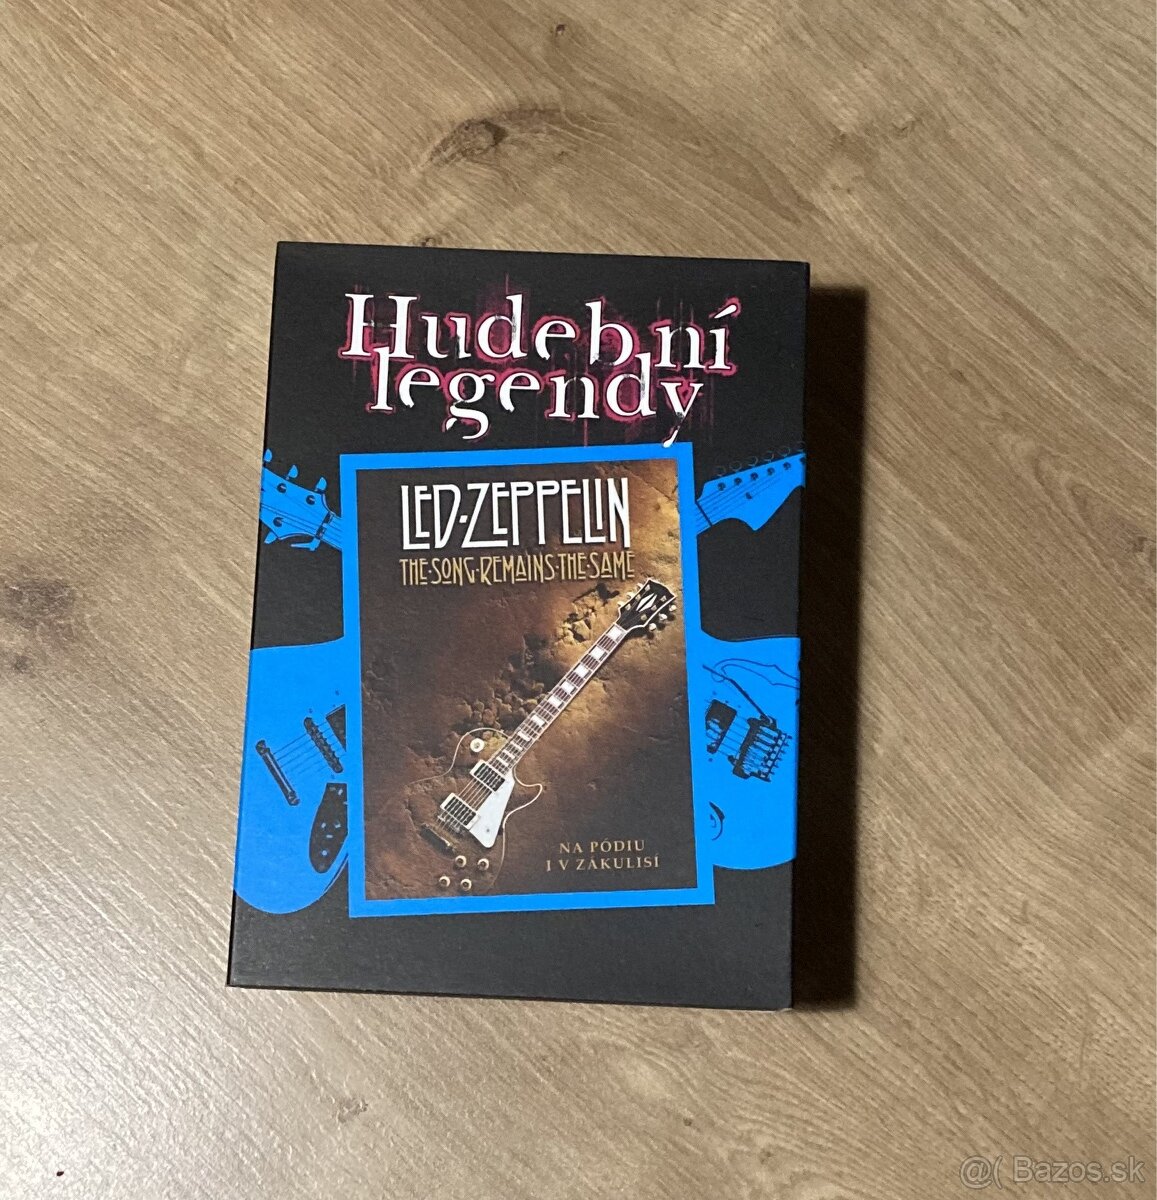 Hudební
legendy
LED·ZEPPELIN
THE·SONG·REMAINS·THE·SAME
NA PÓDIU
I V ZÁKULISÍ
@( Bazos.sk